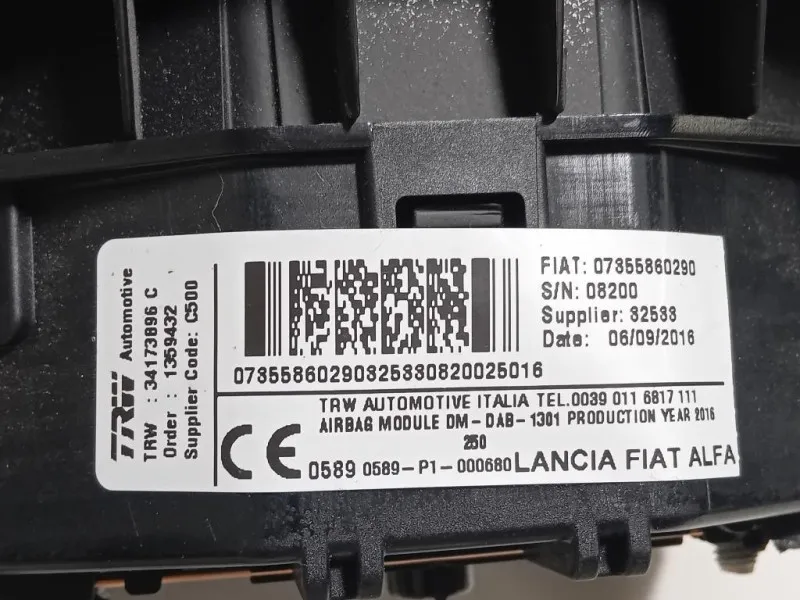 TRW Automotive
TRW : 34173896 C
Order : 1359432
Supplier Code: C500
FIAT: 07355860290
S/N: 08200
Supplier: 32533
Date: 06/09/2016
07355860290325330820025016
TRW AUTOMOTIVE ITALIA TEL.0039 011 6817 111
AIRBAG MODULE DM-DAB-1301 PRODUCTION YEAR 2016
250
CE 0589 0589-P1-000680 LANCIA FIAT ALFA